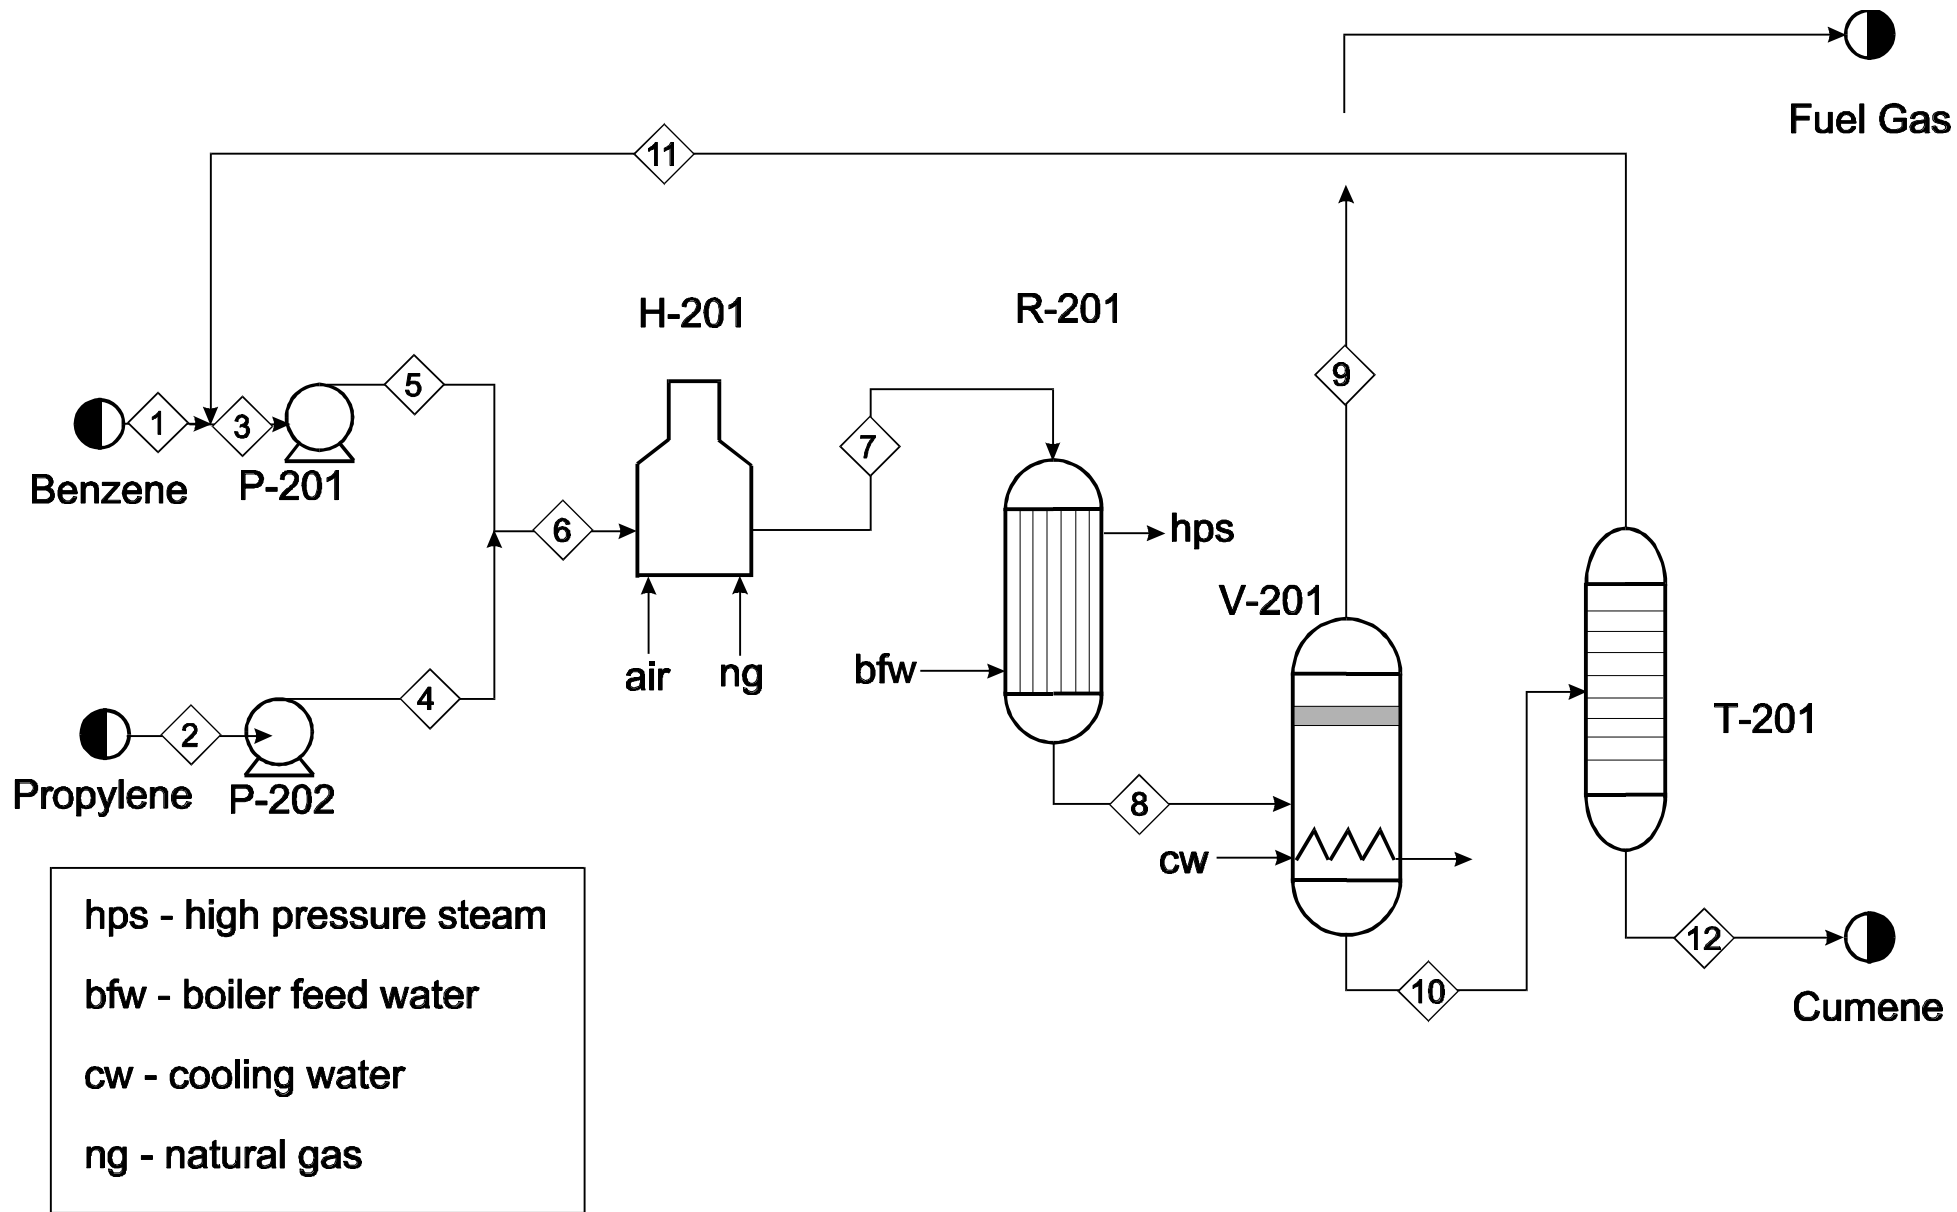 Fuel Gas
11
H-201
R-201
5
9
1
3
7
Benzene
P-201
6
hps
V-201
air
ng
bfw
4
2
T-201
Propylene
P-202
8
cw
12
10
Cumene
hps - high pressure steam
bfw - boiler feed water
cw - cooling water
ng - natural gas